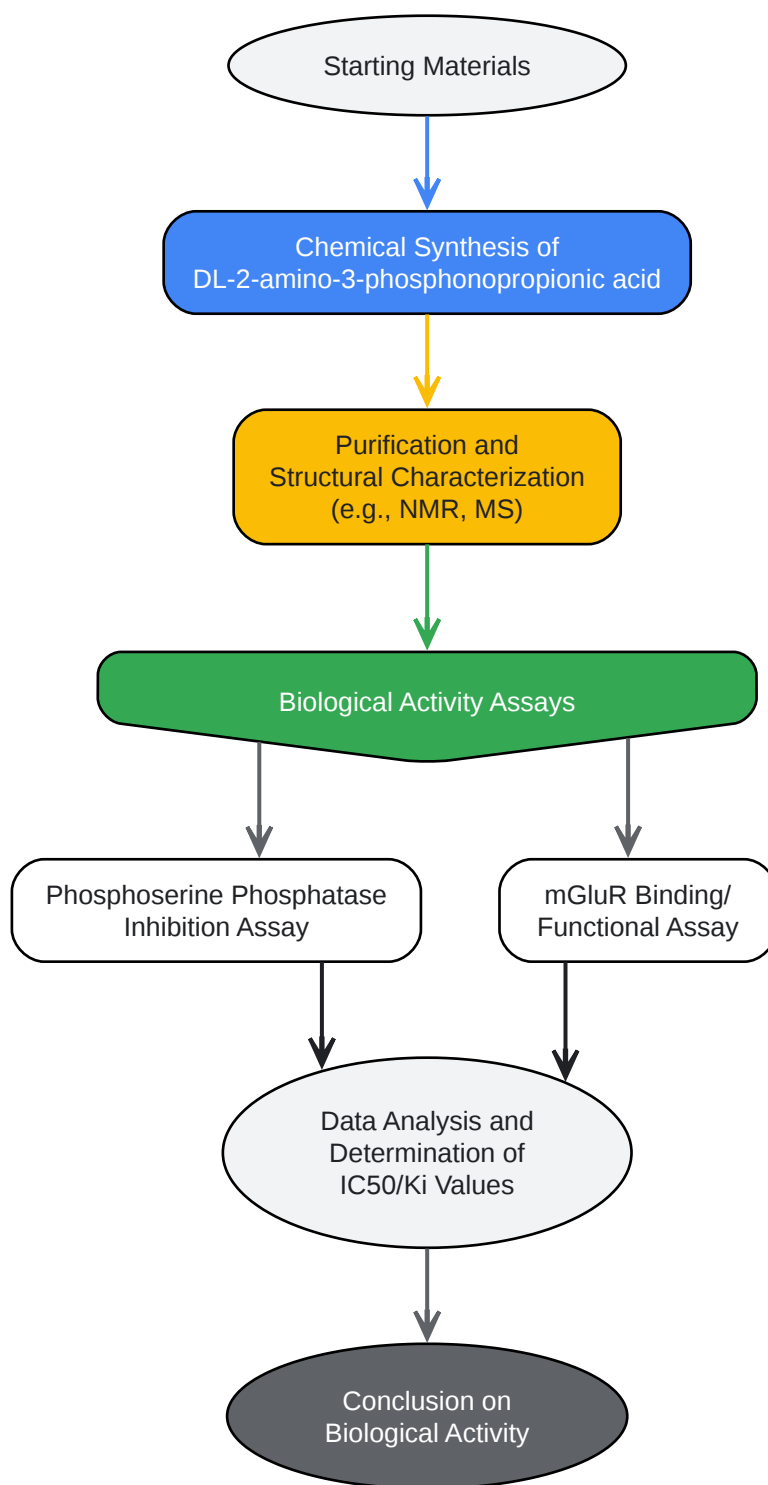 Starting Materials
Chemical Synthesis of
DL-2-amino-3-phosphonopropionic acid
Purification and
Structural Characterization
(e.g., NMR, MS)
Biological Activity Assays
Phosphoserine Phosphatase
Inhibition Assay
mGluR Binding/
Functional Assay
Data Analysis and
Determination of
IC50/Ki Values
Conclusion on
Biological Activity